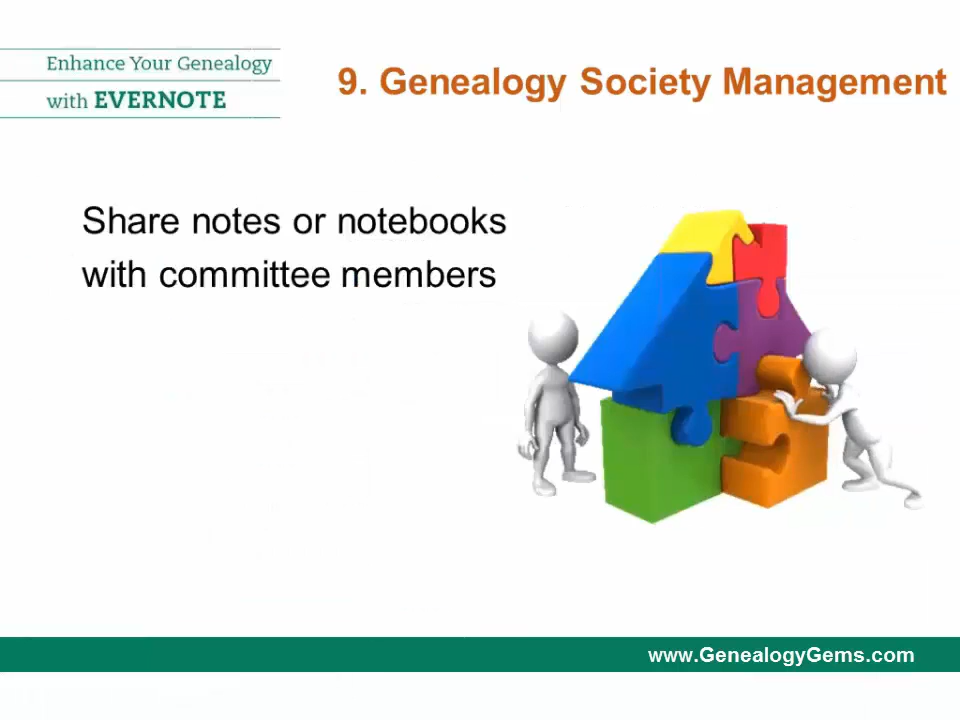 Enhance Your Genealogy
with EVERNOTE
9. Genealogy Society Management
Share notes or notebooks
with committee members
www.GenealogyGems.com